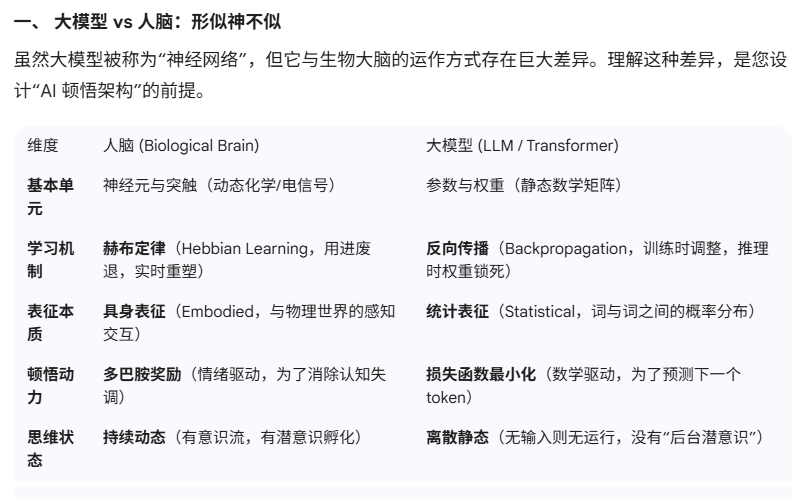 一、 大模型 vs 人脑：形似神不似
虽然大模型被称为“神经网络”，但它与生物大脑的运作方式存在巨大差异。理解这种差异，是您设
计“AI 顿悟架构”的前提。
维度 人脑 (Biological Brain) 大模型 (LLM / Transformer)
基本单 神经元与突触（动态化学/电信号） 参数与权重（静态数学矩阵）
元
学习机 赫布定律（Hebbian Learning，用进废 反向传播（Backpropagation，训练时调整，推理
制 退，实时重塑） 时权重锁死）
表征本 具身表征（Embodied，与物理世界的感知 统计表征（Statistical，词与词之间的概率分布）
质 交互）
顿悟动 多巴胺奖励（情绪驱动，为了消除认知失 损失函数最小化（数学驱动，为了预测下一个
力 调） token）
思维状 持续动态（有意识流，有潜意识孵化） 离散静态（无输入则无运行，没有“后台潜意识”）
态